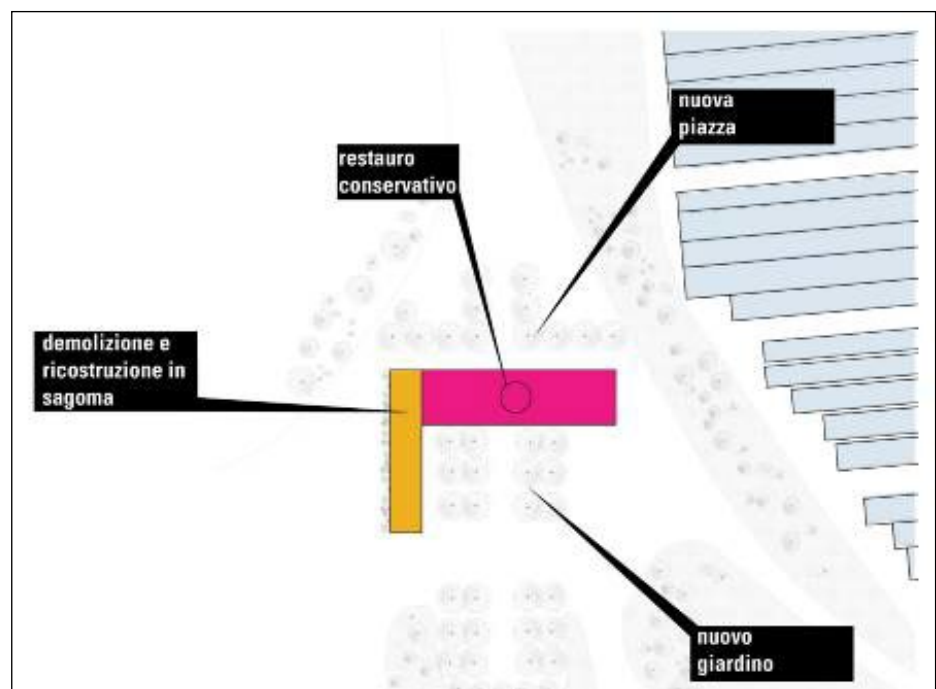 nuova
piazza
restauro
conservativo
demolizione e
ricostruzione in
sagoma
nuovo
giardino